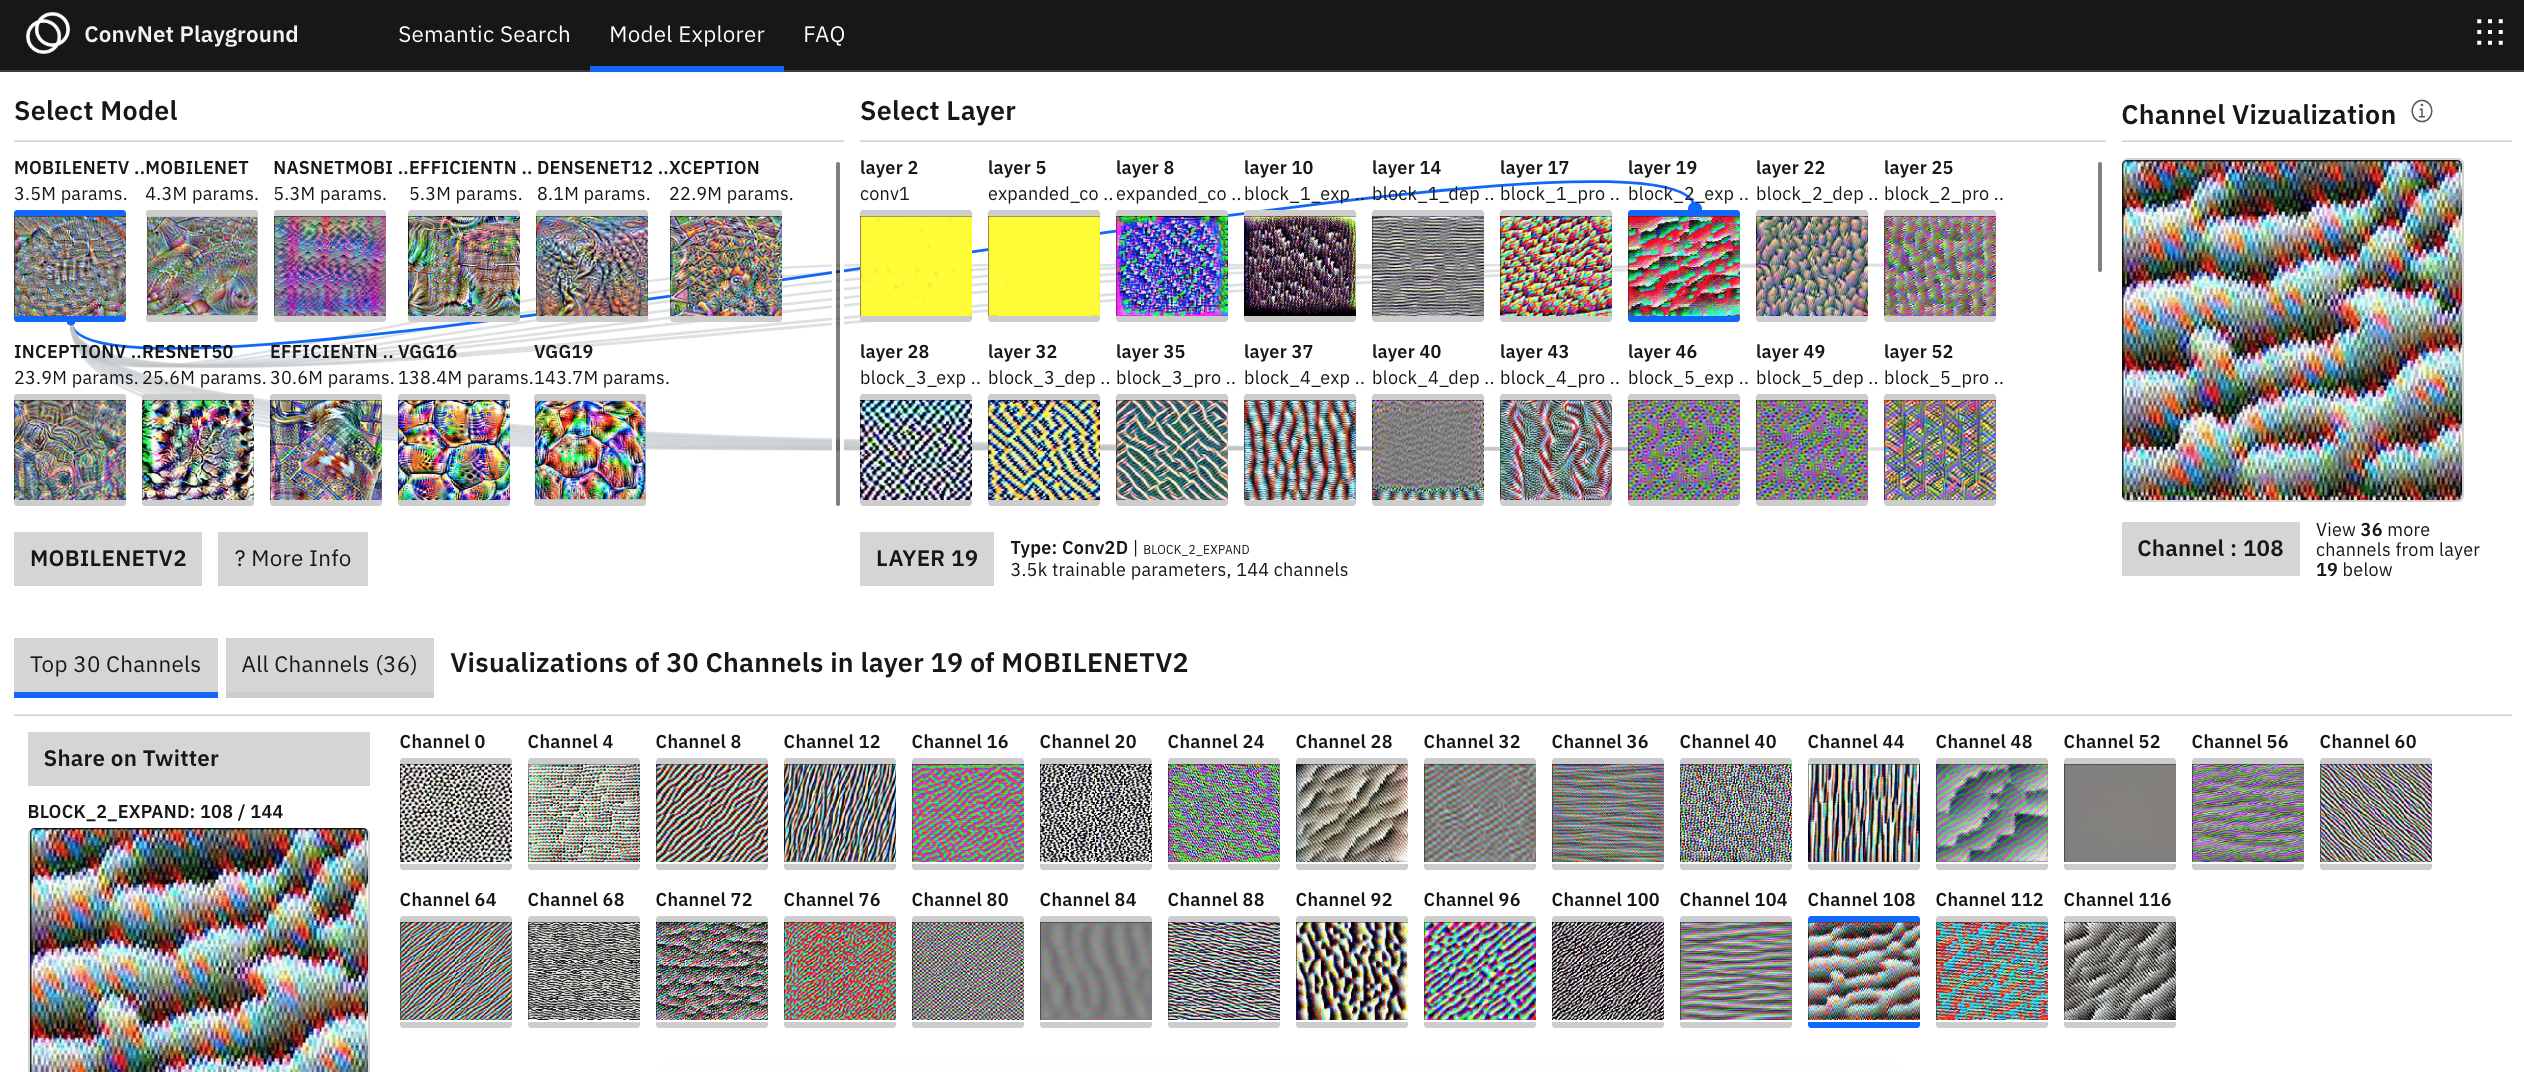 ConvNet Playground
Semantic Search
Model Explorer
FAQ
Select Model
MOBILENETV ..
3.5M params.
MOBILENET
4.3M params.
NASNETMOBI ..
5.3M params.
EFFICIENTN ..
5.3M params.
DENSENET12 ..
8.1M params.
XCEPTION
22.9M params.
INCEPTIONV ..
23.9M params.
RESNET50
25.6M params.
EFFICIENTN ..
30.6M params.
VGG16
138.4M params.
VGG19
143.7M params.
MOBILENETV2
? More Info
Select Layer
layer 2
conv1
layer 5
expanded_co ..
layer 8
expanded_co ..
layer 10
block_1_exp ..
layer 14
block_1_dep ..
layer 17
block_1_pro ..
layer 19
block_2_exp ..
layer 22
block_2_dep ..
layer 25
block_2_pro ..
layer 28
block_3_exp ..
layer 32
block_3_dep ..
layer 35
block_3_pro ..
layer 37
block_4_exp ..
layer 40
block_4_dep ..
layer 43
block_4_pro ..
layer 46
block_5_exp ..
layer 49
block_5_dep ..
layer 52
block_5_pro ..
LAYER 19
Type: Conv2D | BLOCK_2_EXPAND
3.5k trainable parameters, 144 channels
Channel Vizualization
Channel : 108
View 36 more
channels from layer
19 below
Top 30 Channels
All Channels (36)
Visualizations of 30 Channels in layer 19 of MOBILENETV2
Share on Twitter
BLOCK_2_EXPAND: 108 / 144
Channel 0
Channel 4
Channel 8
Channel 12
Channel 16
Channel 20
Channel 24
Channel 28
Channel 32
Channel 36
Channel 40
Channel 44
Channel 48
Channel 52
Channel 56
Channel 60
Channel 64
Channel 68
Channel 72
Channel 76
Channel 80
Channel 84
Channel 88
Channel 92
Channel 96
Channel 100
Channel 104
Channel 108
Channel 112
Channel 116